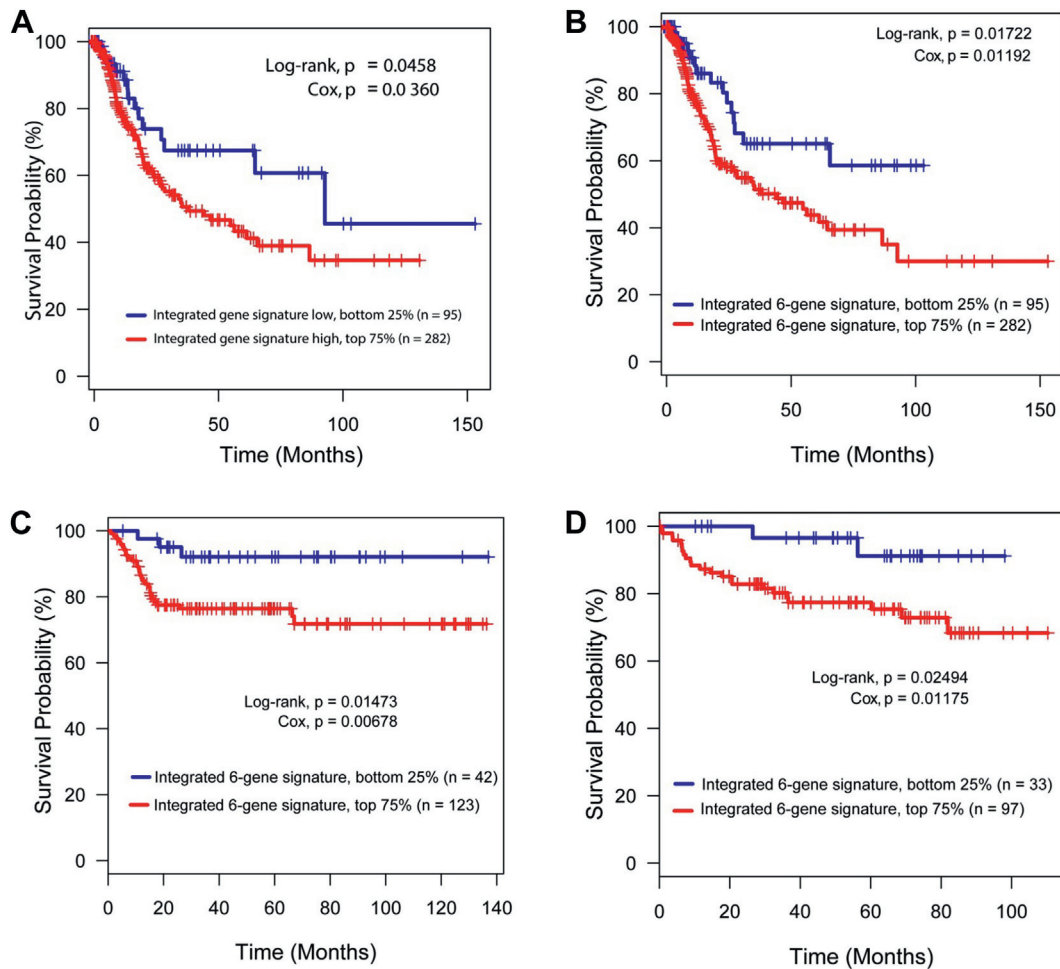 A
100
80
60
40
20
0
Survival Proability (%)
Log-rank, p = 0.0458
Cox, p = 0.0 360
Integrated gene signature low, bottom 25% (n = 95)
Integrated gene signature high, top 75% (n = 282)
0 50 100 150
Time (Months)
B
100
80
60
40
20
0
Survival Probability (%)
Log-rank, p = 0.01722
Cox, p = 0.01192
Integrated 6-gene signature, bottom 25% (n = 95)
Integrated 6-gene signature, top 75% (n = 282)
0 50 100 150
Time (Months)
C
100
80
60
40
20
0
Survival Probability (%)
Log-rank, p = 0.01473
Cox, p = 0.00678
Integrated 6-gene signature, bottom 25% (n = 42)
Integrated 6-gene signature, top 75% (n = 123)
0 20 40 60 80 100 120 140
Time (Months)
D
100
80
60
40
20
0
Survival Probability (%)
Log-rank, p = 0.02494
Cox, p = 0.01175
Integrated 6-gene signature, bottom 25% (n = 33)
Integrated 6-gene signature, top 75% (n = 97)
0 20 40 60 80 100
Time (Months)